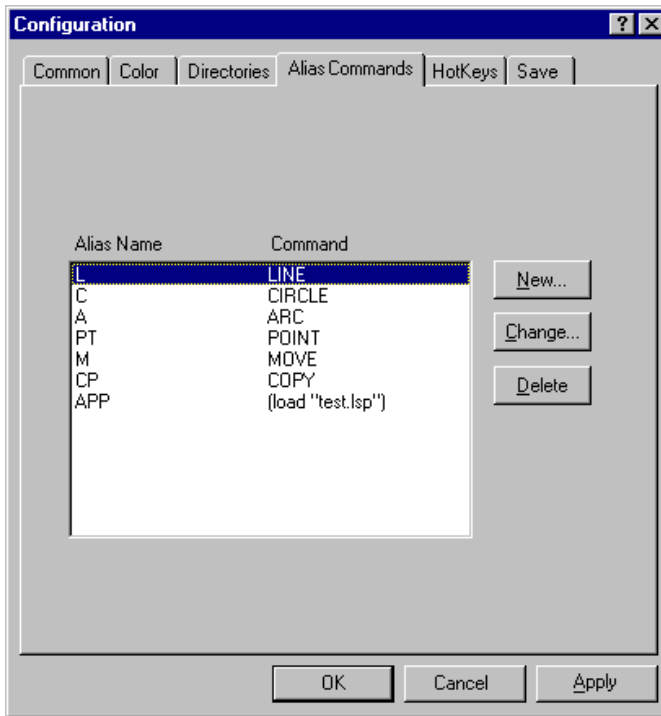 Configuration
Common Color Directories Alias Commands HotKeys Save
Alias Name Command
L LINE
C CIRCLE
A ARC
PT POINT
M MOVE
CP COPY
APP (load "test.lsp")
New...
Change...
Delete
OK Cancel Apply